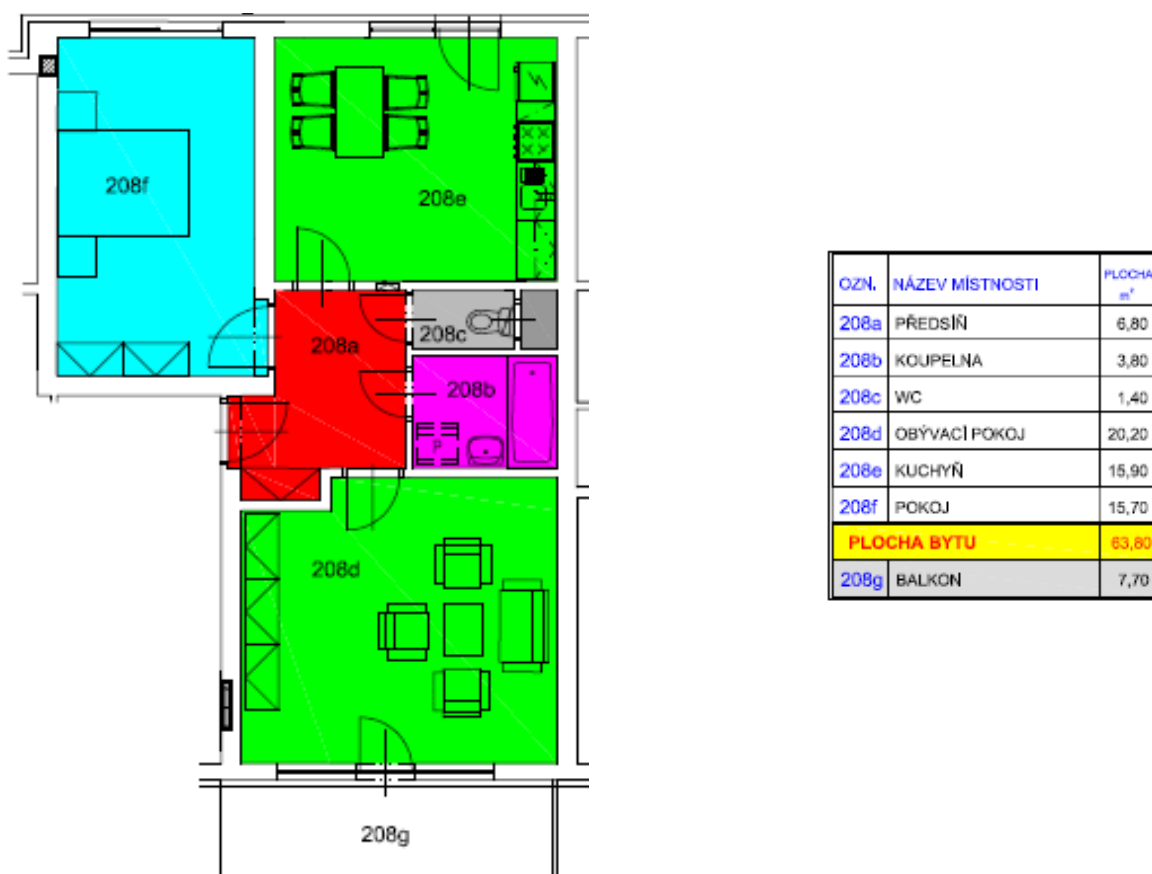 208f
208e
208a
208c
208b
P
208d
208g
OZN. NÁZEV MÍSTNOSTI PLOCHA m²
208a PŘEDSÍŇ 6,80
208b KOUPELNA 3,80
208c WC 1,40
208d OBÝVACÍ POKOJ 20,20
208e KUCHYŇ 15,90
208f POKOJ 15,70
PLOCHA BYTU 63,80
208g BALKON 7,70